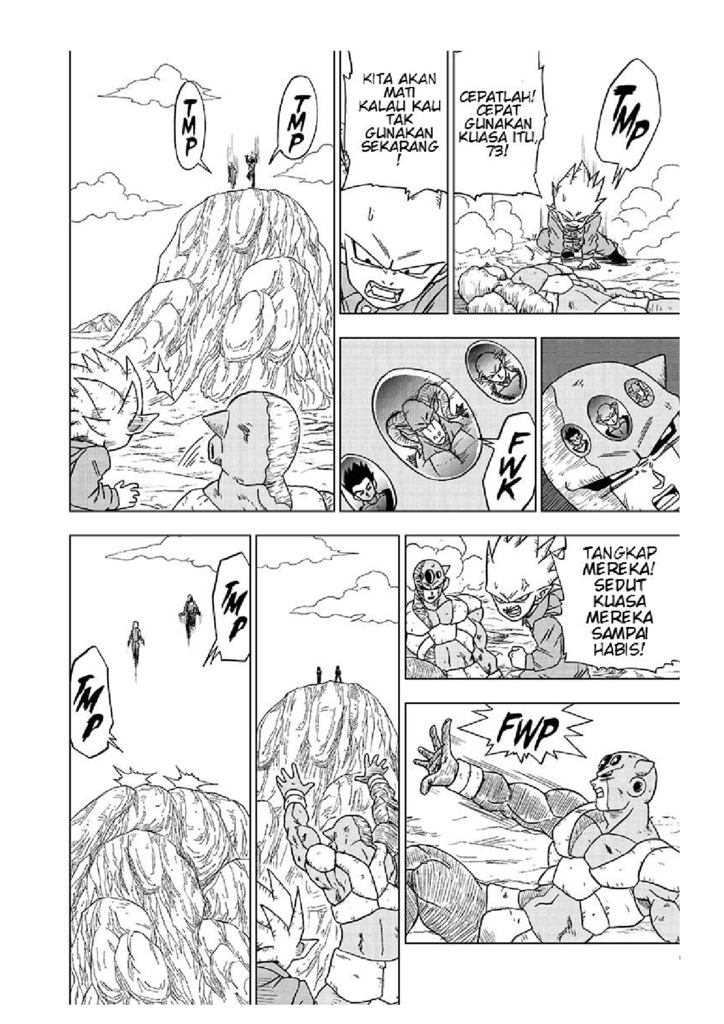 TMP
CEPATLAH!
CEPAT
GUNAKAN
KUASA ITU,
73!
KITA AKAN
MATI
KALAU KAU
TAK
GUNAKAN
SEKARANG
!
TMP
TMP
FWK
TANGKAP
MEREKA!
SEDUT
KUASA
MEREKA
SAMPAI
HABIS!
FWP
TMP
TMP